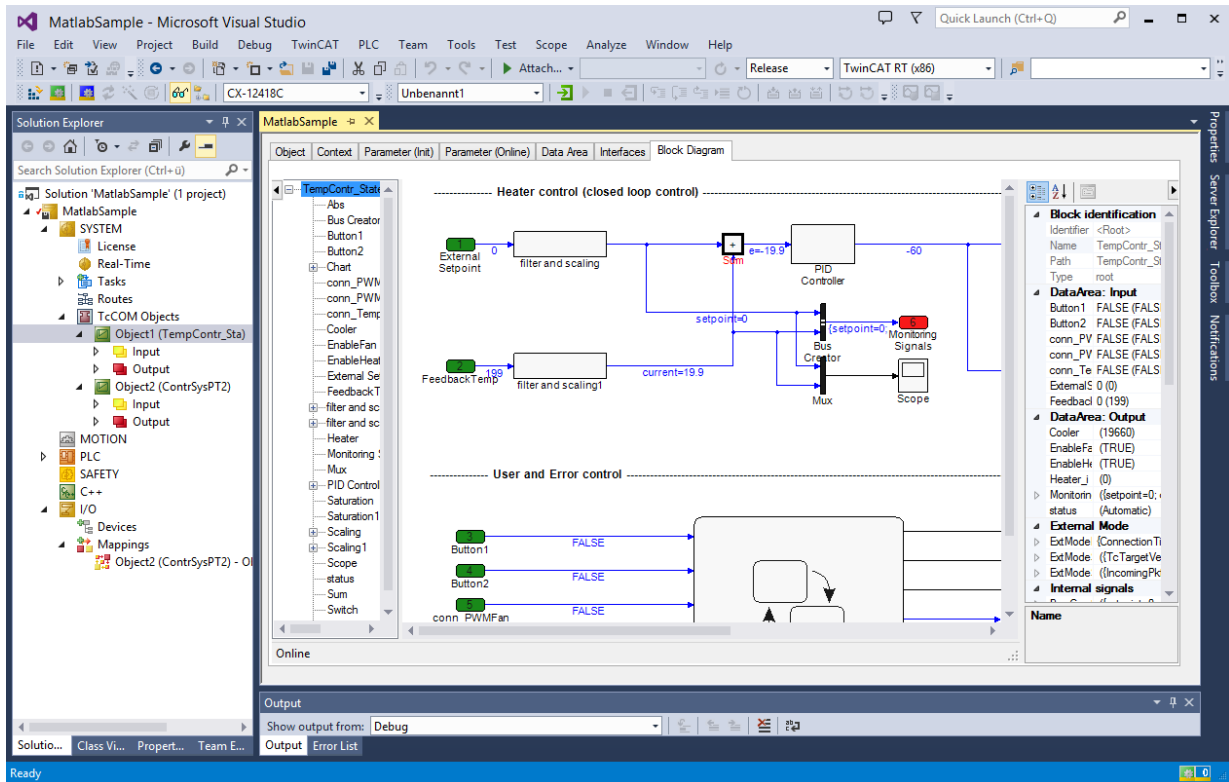 MatlabSample - Microsoft Visual Studio
Quick Launch (Ctrl+Q)
File Edit View Project Build Debug TwinCAT PLC Team Tools Test Scope Analyze Window Help
Attach... Release TwinCAT RT (x86)
CX-12418C Unbenannt1
Solution Explorer
Search Solution Explorer (Ctrl+ü)
Solution 'MatlabSample' (1 project)
MatlabSample
SYSTEM
License
Real-Time
Tasks
Routes
TcCOM Objects
Object1 (TempContr_Sta)
Input
Output
Object2 (ContrSysPT2)
Input
Output
MOTION
PLC
SAFETY
C++
I/O
Devices
Mappings
Object2 (ContrSysPT2) - Ol
Solutio... Class Vi... Propert... Team E...
MatlabSample
Object Context Parameter (Init) Parameter (Online) Data Area Interfaces Block Diagram
TempContr_State
Abs
Bus Creator
Button1
Button2
Chart
conn_PWM
conn_PWM
conn_Temp
Cooler
EnableFan
EnableHeat
External Se
Feedback T
filter and sc
filter and sc
Heater
Monitoring S
Mux
PID Control
Saturation
Saturation1
Scaling
Scaling1
Scope
status
Sum
Switch
------------ Heater control (closed loop control) ------------
1
External
Setpoint
0
filter and scaling
+
Sum
e=-19.9
PID
Controller
-60
setpoint=0
{setpoint=0;
Bus
Creator
6
Monitoring
Signals
2
FeedbackTemp
199
filter and scaling1
current=19.9
Mux
Scope
------------ User and Error control ------------
3
Button1
FALSE
4
Button2
FALSE
5
conn_PWMFan
FALSE
Online
Block identification
Identifier <Root>
Name TempContr_St
Path TempContr_St
Type root
DataArea: Input
Button1 FALSE (FALS
Button2 FALSE (FALS
conn_PV FALSE (FALS
conn_PV FALSE (FALS
conn_Te FALSE (FALS
ExternalS 0 (0)
Feedbacl 0 (199)
DataArea: Output
Cooler (19660)
EnableFa (TRUE)
EnableHe (TRUE)
Heater_i (0)
Monitorin ({setpoint=0;
status (Automatic)
External Mode
ExtMode {ConnectionTi
ExtMode ({TcTargetVe
ExtMode ({IncomingPk
Internal signals
Name
Properties
Server Explorer
Toolbox
Notifications
Output
Show output from: Debug
Output Error List
Ready
0